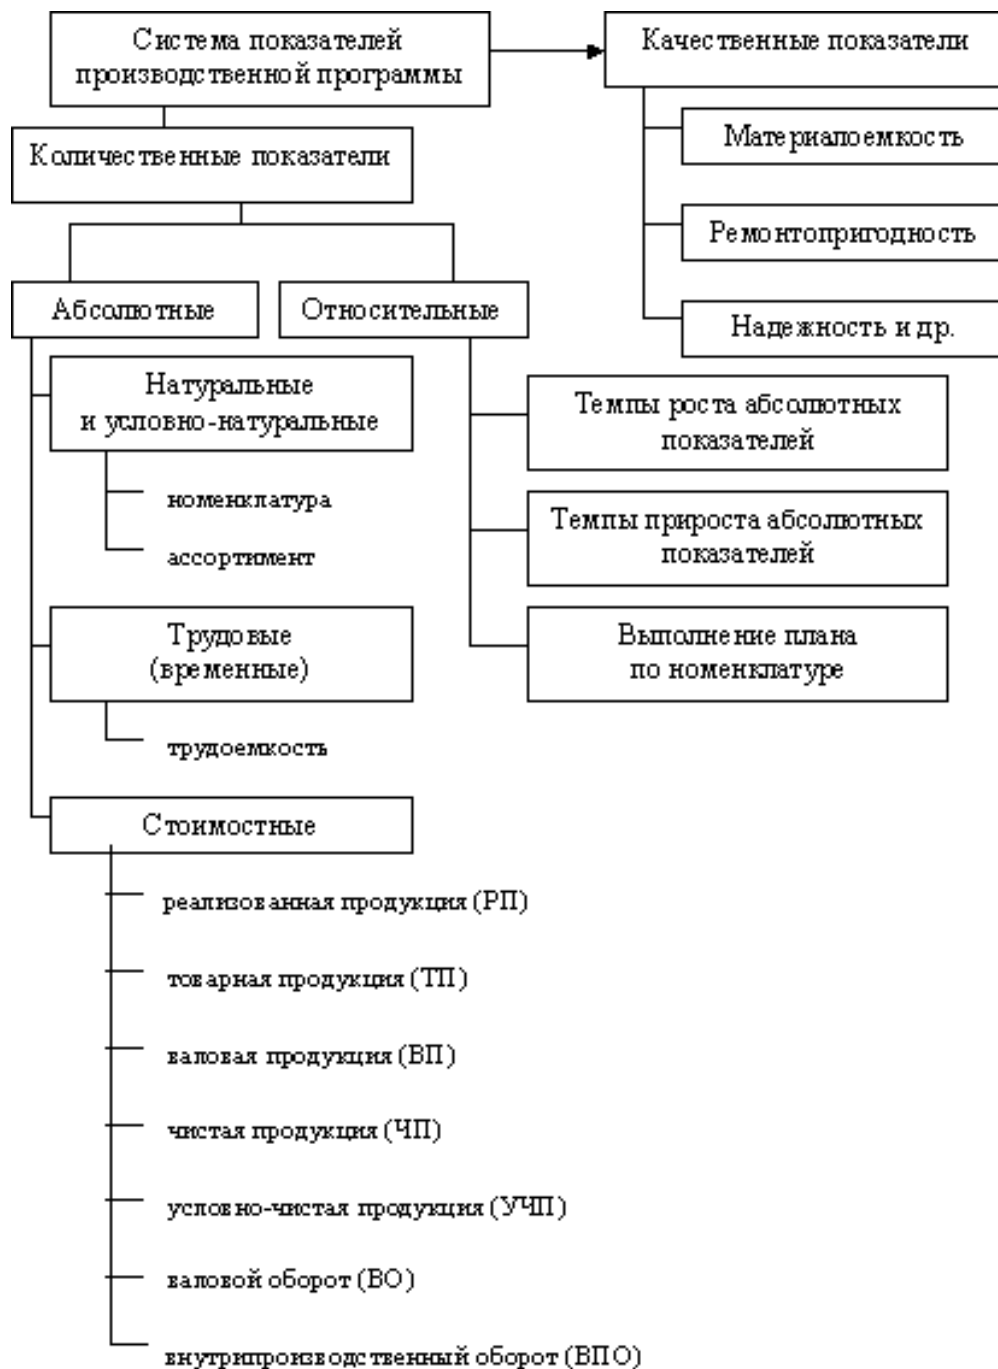 Система показателей
производственной программы
Качественные показатели
Материалоемкость
Ремонтопригодность
Надежность и др.
Количественные показатели
Абсолютные
Относительные
Натуральные
и условно-натуральные
номенклатура
ассортимент
Трудовые
(временные)
трудоемкость
Стоимостные
реализованная продукция (РП)
товарная продукция (ТП)
валовая продукция (ВП)
чистая продукция (ЧП)
условно-чистая продукция (УЧП)
валовой оборот (ВО)
внутрипроизводственный оборот (ВПО)
Темпы роста абсолютных
показателей
Темпы прироста абсолютных
показателей
Выполнение плана
по номенклатуре